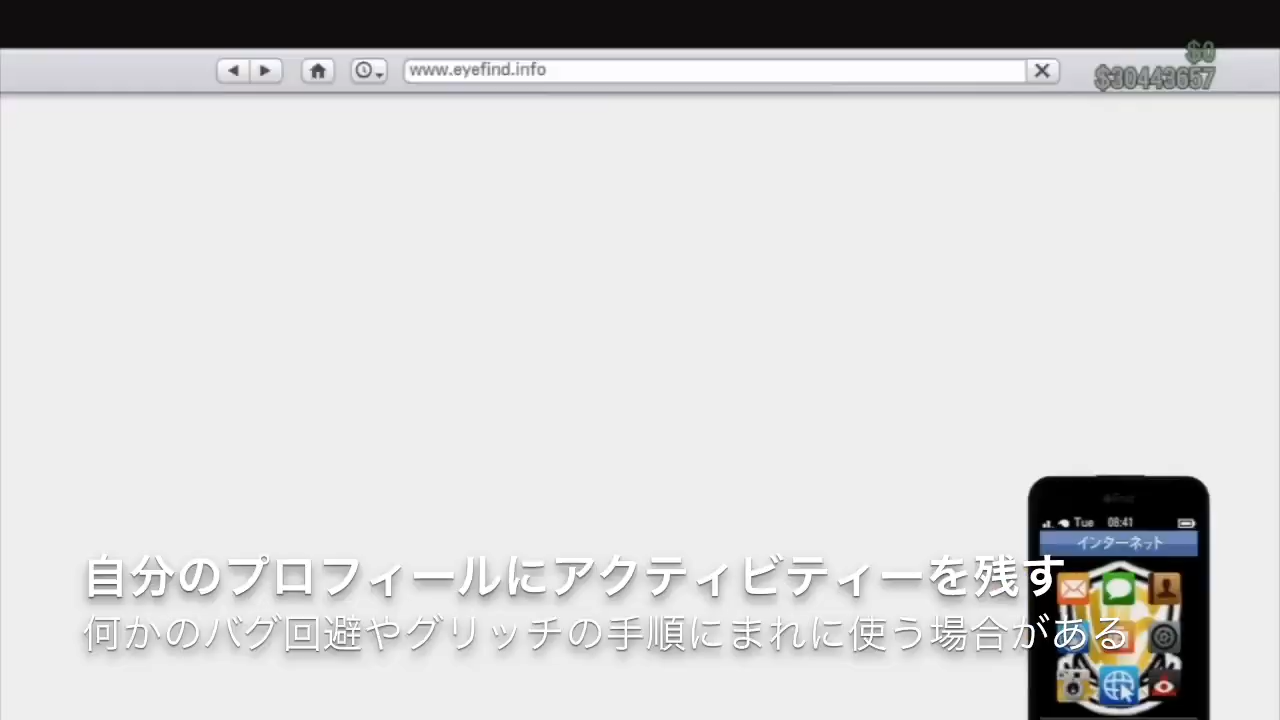 www.eyefind.info
$0
$30443657
Tue 08:41
インターネット
自分のプロフィールにアクティビティーを残す
何かのバグ回避やグリッチの手順にまれに使う場合がある